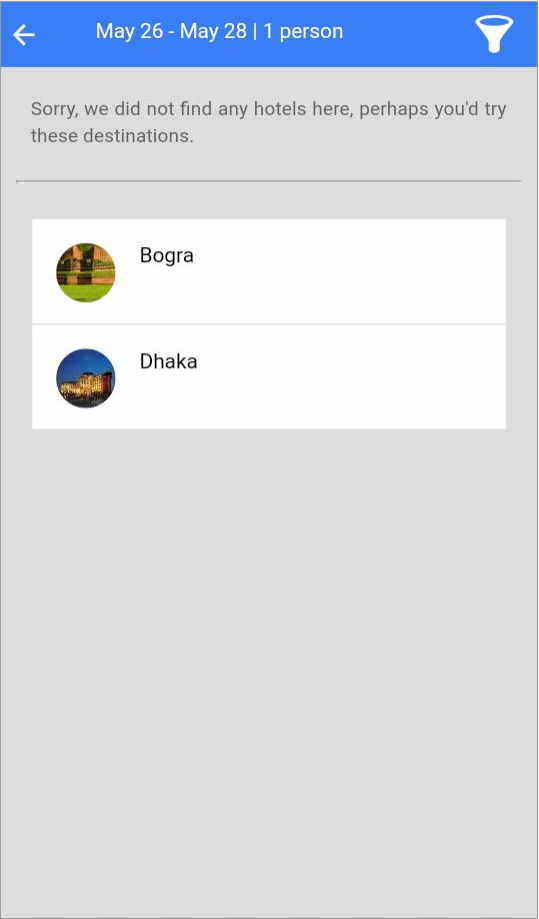 May 26 - May 28 | 1 person
Sorry, we did not find any hotels here, perhaps you'd try
these destinations.
Bogra
Dhaka